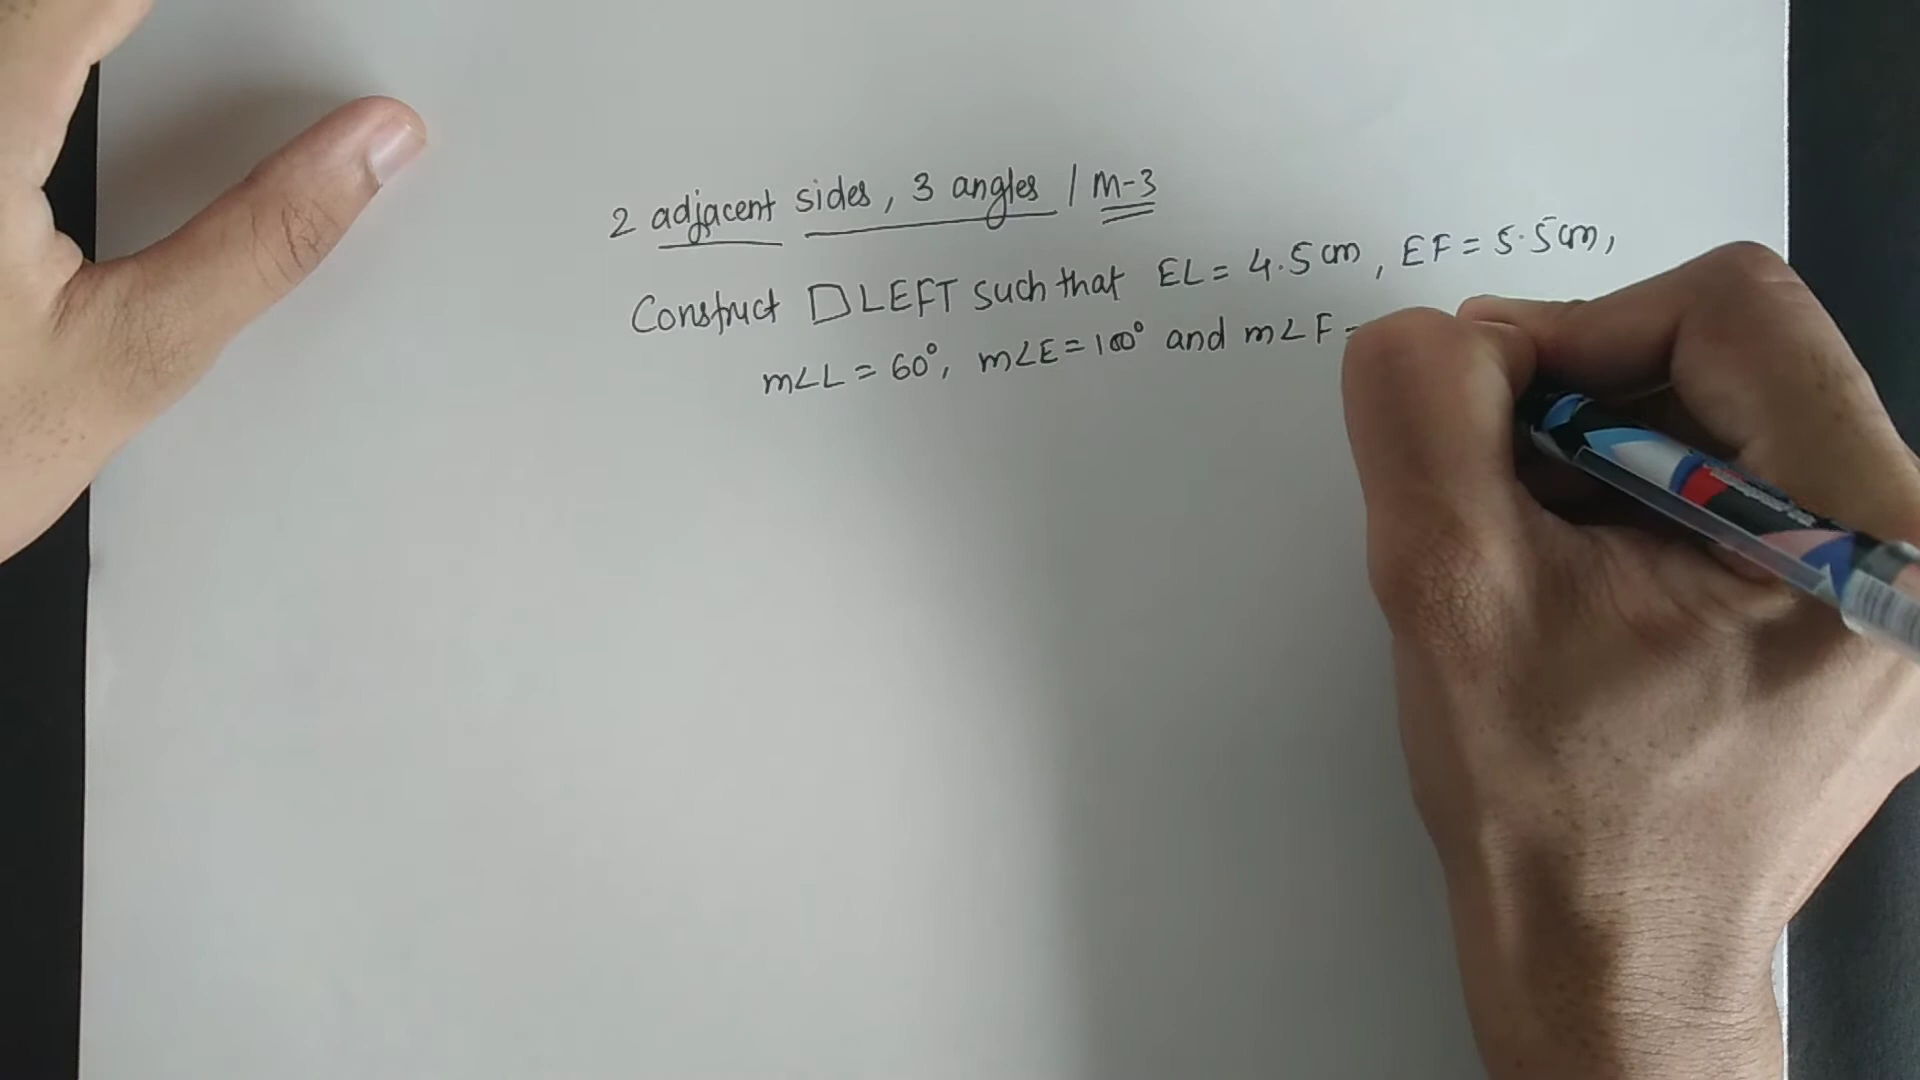 2 adjacent sides, 3 angles / M-3
Construct □LEFT such that EL = 4.5 cm, EF = 5.5 cm,
m∠L = 60°, m∠E = 100° and m∠F =